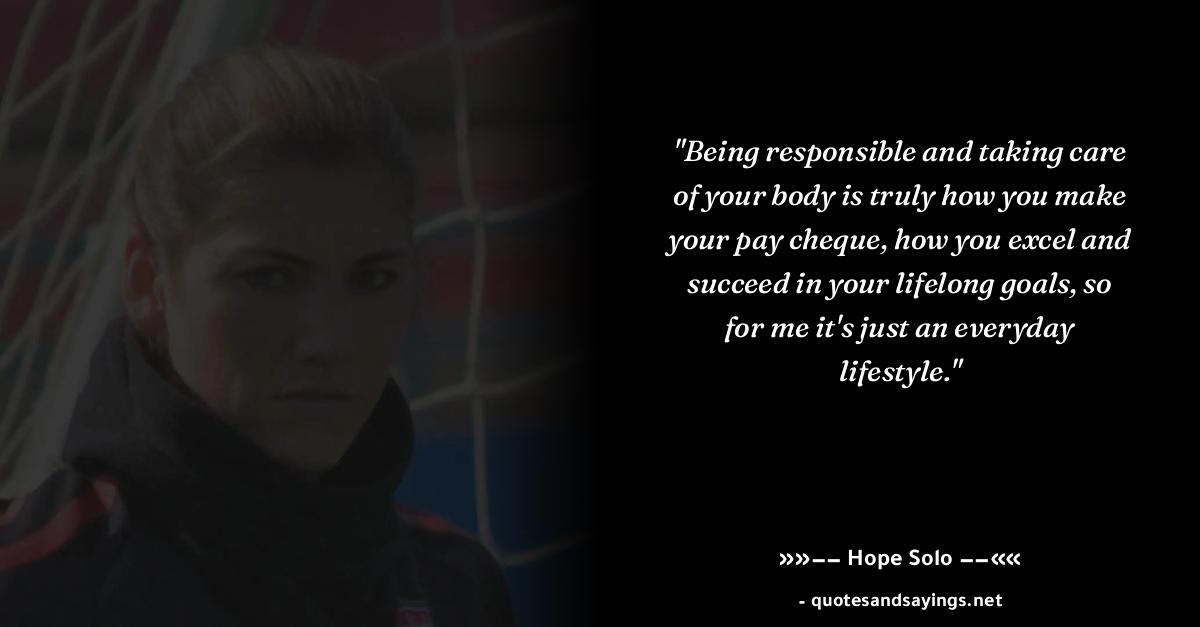 "Being responsible and taking care
of your body is truly how you make
your pay cheque, how you excel and
succeed in your lifelong goals, so
for me it's just an everyday
lifestyle."
»»−− Hope Solo −−««
- quotesandsayings.net